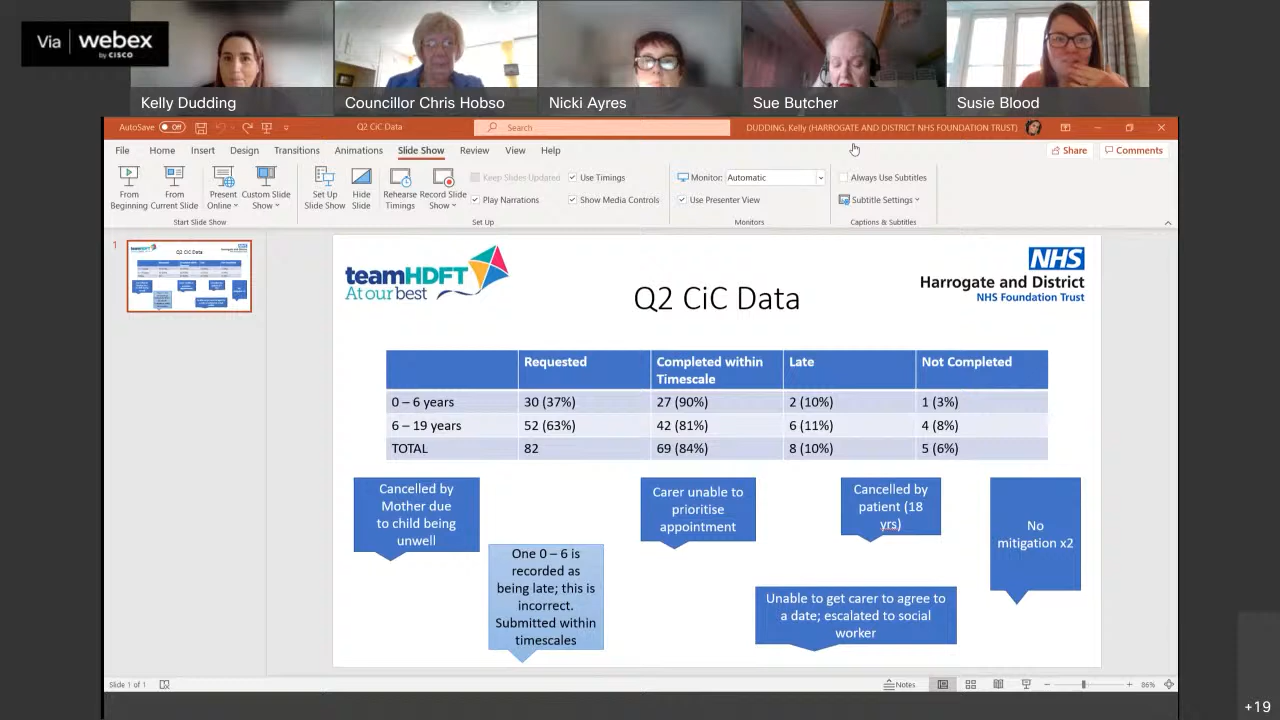 Via webex
by CISCO
Kelly Dudding
Councillor Chris Hobso
Nicki Ayres
Sue Butcher
Susie Blood
AutoSave Off
Q2 CiC Data
Search
DUDDING, Kelly (HARROGATE AND DISTRICT NHS FOUNDATION TRUST)
File Home Insert Design Transitions Animations Slide Show Review View Help
Share Comments
From Beginning
From Current Slide
Present Online
Custom Slide Show
Start Slide Show
Set Up Slide Show
Hide Slide
Rehearse Timings
Record Slide Show
Keep Slides Updated
Play Narrations
Use Timings
Show Media Controls
Set Up
Monitor: Automatic
Use Presenter View
Monitors
Always Use Subtitles
Subtitle Settings
Captions & Subtitles
1
teamHDFT
At our best
NHS
Harrogate and District
NHS Foundation Trust
Q2 CiC Data
Requested Completed within Timescale Late Not Completed
0 – 6 years 30 (37%) 27 (90%) 2 (10%) 1 (3%)
6 – 19 years 52 (63%) 42 (81%) 6 (11%) 4 (8%)
TOTAL 82 69 (84%) 8 (10%) 5 (6%)
Cancelled by
Mother due
to child being
unwell
One 0 – 6 is
recorded as
being late; this is
incorrect.
Submitted within
timescales
Carer unable to
prioritise
appointment
Cancelled by
patient (18
yrs)
Unable to get carer to agree to
a date; escalated to social
worker
No
mitigation x2
Slide 1 of 1
Notes
86%
+19